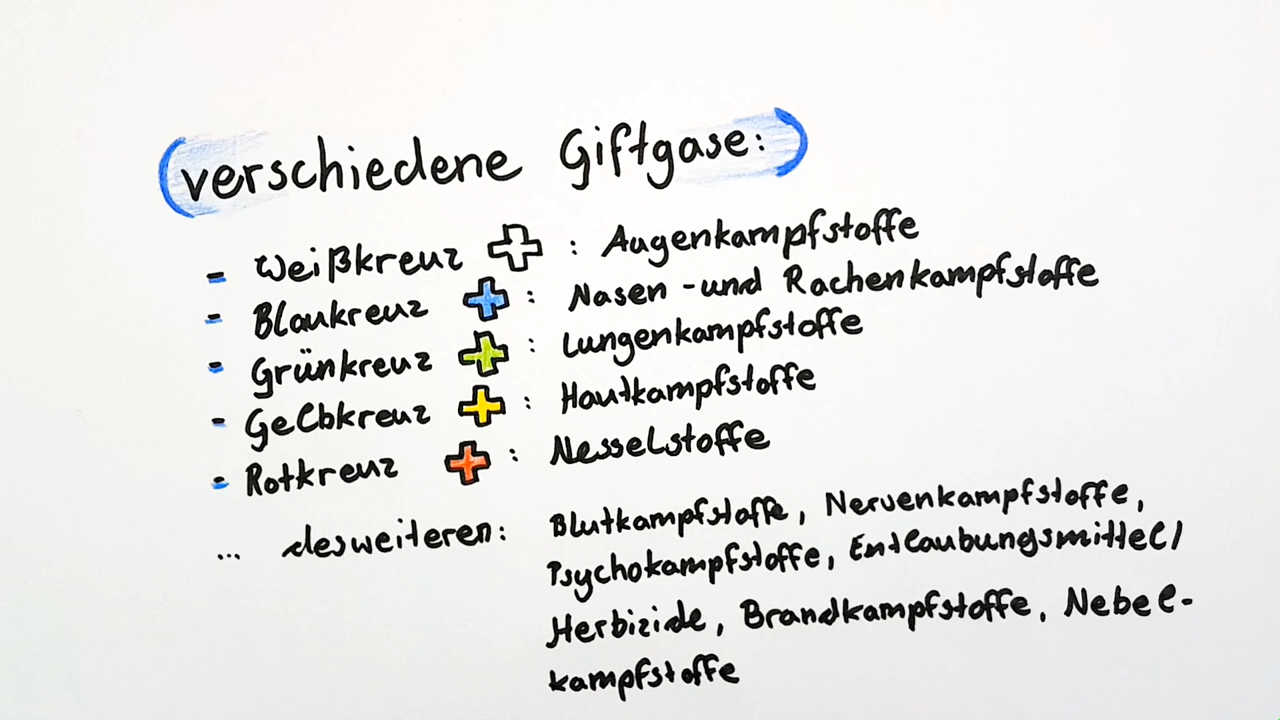 verschiedene Giftgase:
- Weißkreuz : Augenkampfstoffe
- Blaukreuz : Nasen-und Rachenkampfstoffe
- Grünkreuz : Lungenkampfstoffe
- Gelbkreuz : Hautkampfstoffe
- Rotkreuz : Nesselstoffe
... desweiteren: Blutkampfstoffe, Nervenkampfstoffe,
Psychokampfstoffe, Entlaubungsmittel/
Herbizide, Brandkampfstoffe, Nebel-
kampfstoffe